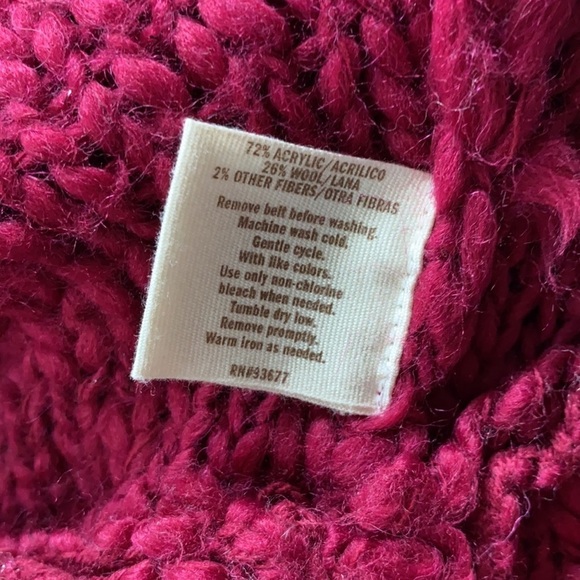 72% ACRYLIC/ACRILICO
26% WOOL/LANA
2% OTHER FIBERS/OTRA FIBRAS
Remove belt before washing.
Machine wash cold.
Gentle cycle.
With like colors.
Use only non-chlorine
bleach when needed.
Tumble dry low.
Remove promptly.
Warm iron as needed.
RN#93677